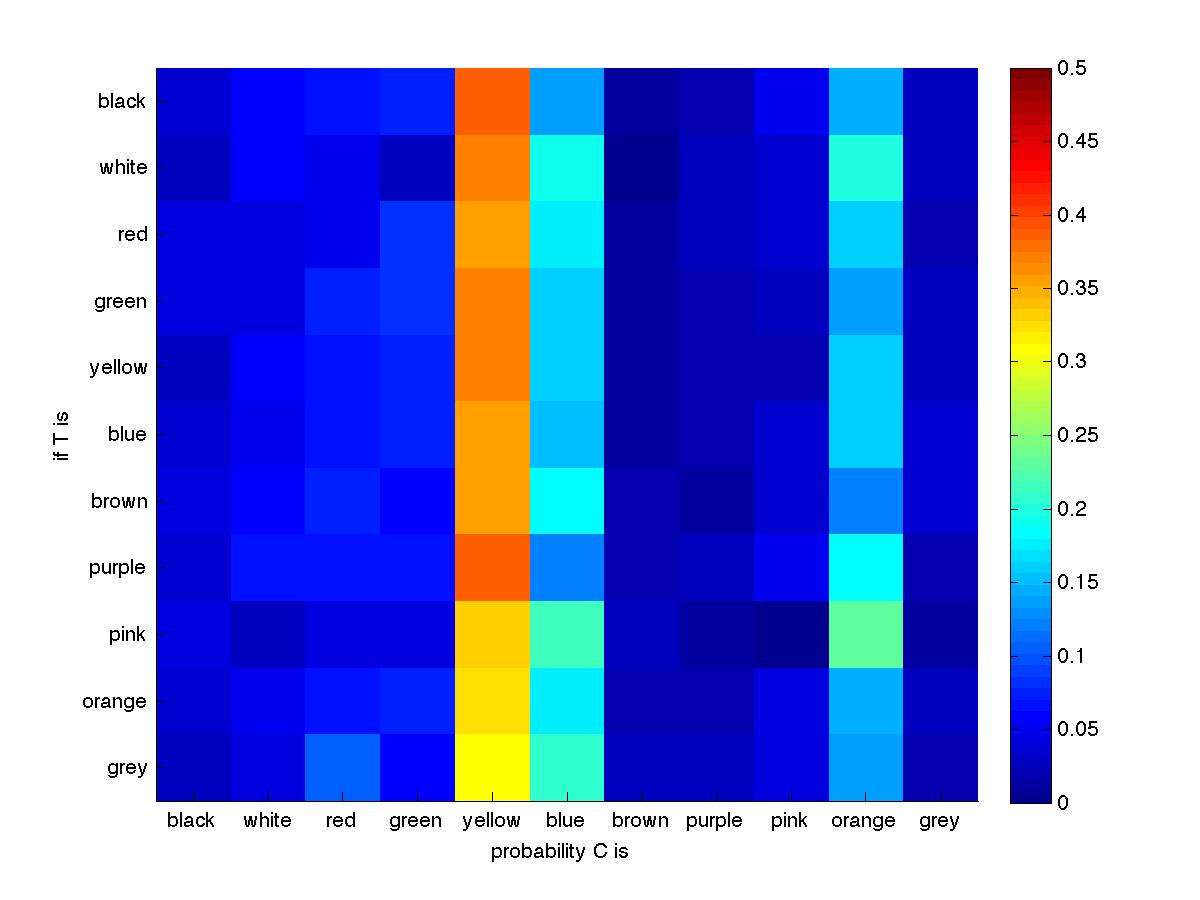 0.5
black
0.45
white
0.4
red
0.35
green
0.3
yellow
0.25
if T is
blue
0.2
brown
0.15
purple
0.1
pink
0.05
orange
grey
0
black white red green yellow blue brown purple pink orange grey
probability C is